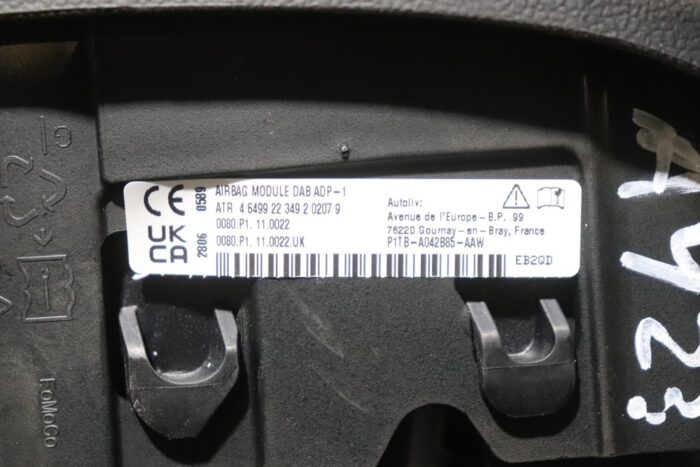 CE 0589
UKCA 2806
AIRBAG MODULE DAB ADP-1
ATR 4 6499 22 349 2 0207 9
0080.P1. 11.0022
0080.P1. 11.0022.UK
Autoliv:
Avenue de l'Europe - B.P. 99
76220 Gournay-en-Bray, France
P1TB-A042B85-AAW
EB2QD
FoMoCo